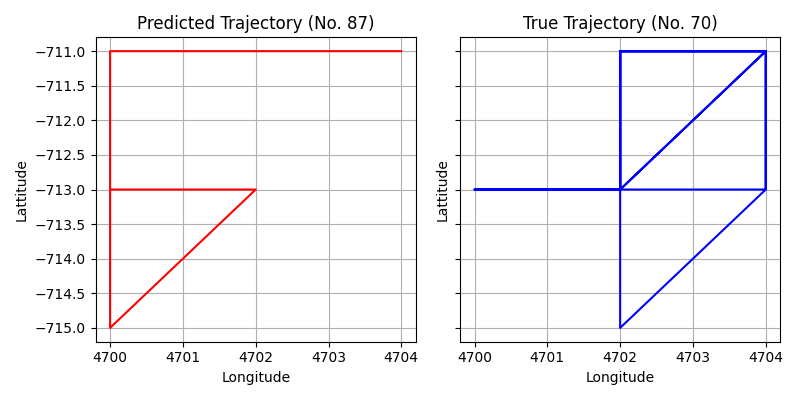 Predicted Trajectory (No. 87)
True Trajectory (No. 70)
−711.0
−711.5
−712.0
−712.5
−713.0
−713.5
−714.0
−714.5
−715.0
Lattitude
Lattitude
4700 4701 4702 4703 4704
4700 4701 4702 4703 4704
Longitude
Longitude